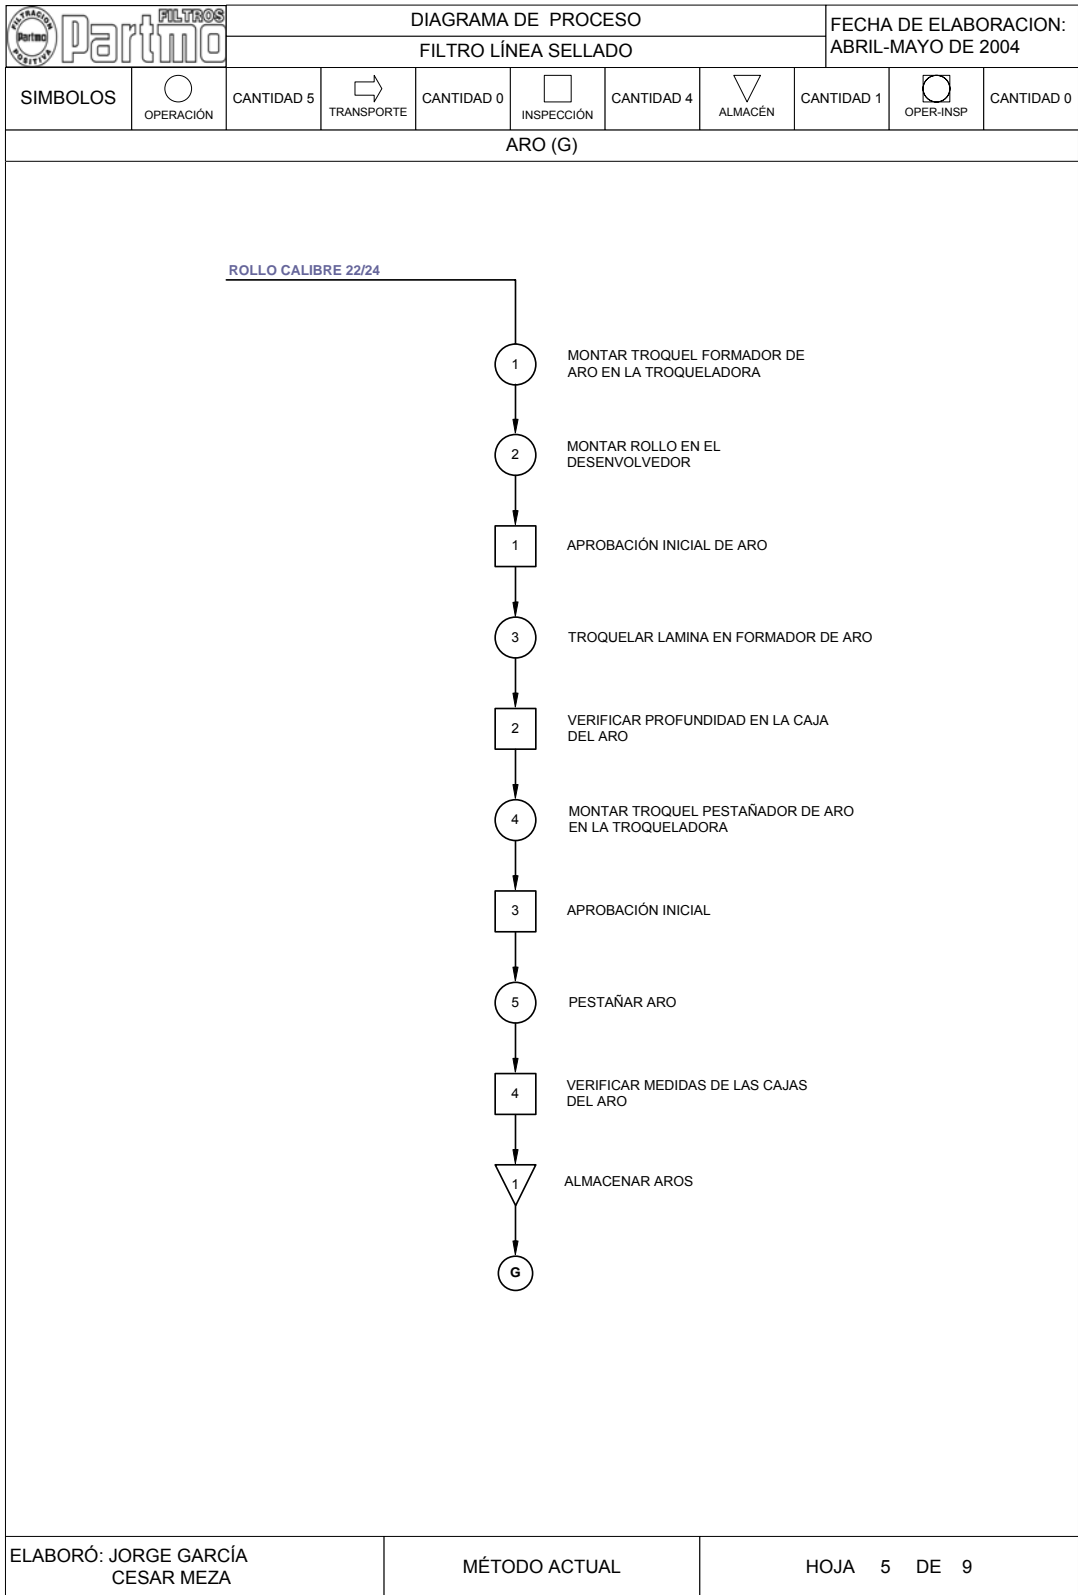 FILTRACION
Partmo
POSITIVA
FILTROS
Partmo
DIAGRAMA DE PROCESO
FILTRO LÍNEA SELLADO
FECHA DE ELABORACION:
ABRIL-MAYO DE 2004
SIMBOLOS
OPERACIÓN
CANTIDAD 5
TRANSPORTE
CANTIDAD 0
INSPECCIÓN
CANTIDAD 4
ALMACÉN
CANTIDAD 1
OPER-INSP
CANTIDAD 0
ARO (G)
ROLLO CALIBRE 22/24
1
MONTAR TROQUEL FORMADOR DE
ARO EN LA TROQUELADORA
2
MONTAR ROLLO EN EL
DESENVOLVEDOR
1
APROBACIÓN INICIAL DE ARO
3
TROQUELAR LAMINA EN FORMADOR DE ARO
2
VERIFICAR PROFUNDIDAD EN LA CAJA
DEL ARO
4
MONTAR TROQUEL PESTAÑADOR DE ARO
EN LA TROQUELADORA
3
APROBACIÓN INICIAL
5
PESTAÑAR ARO
4
VERIFICAR MEDIDAS DE LAS CAJAS
DEL ARO
1
ALMACENAR AROS
G
ELABORÓ: JORGE GARCÍA
CESAR MEZA
MÉTODO ACTUAL
HOJA 5 DE 9